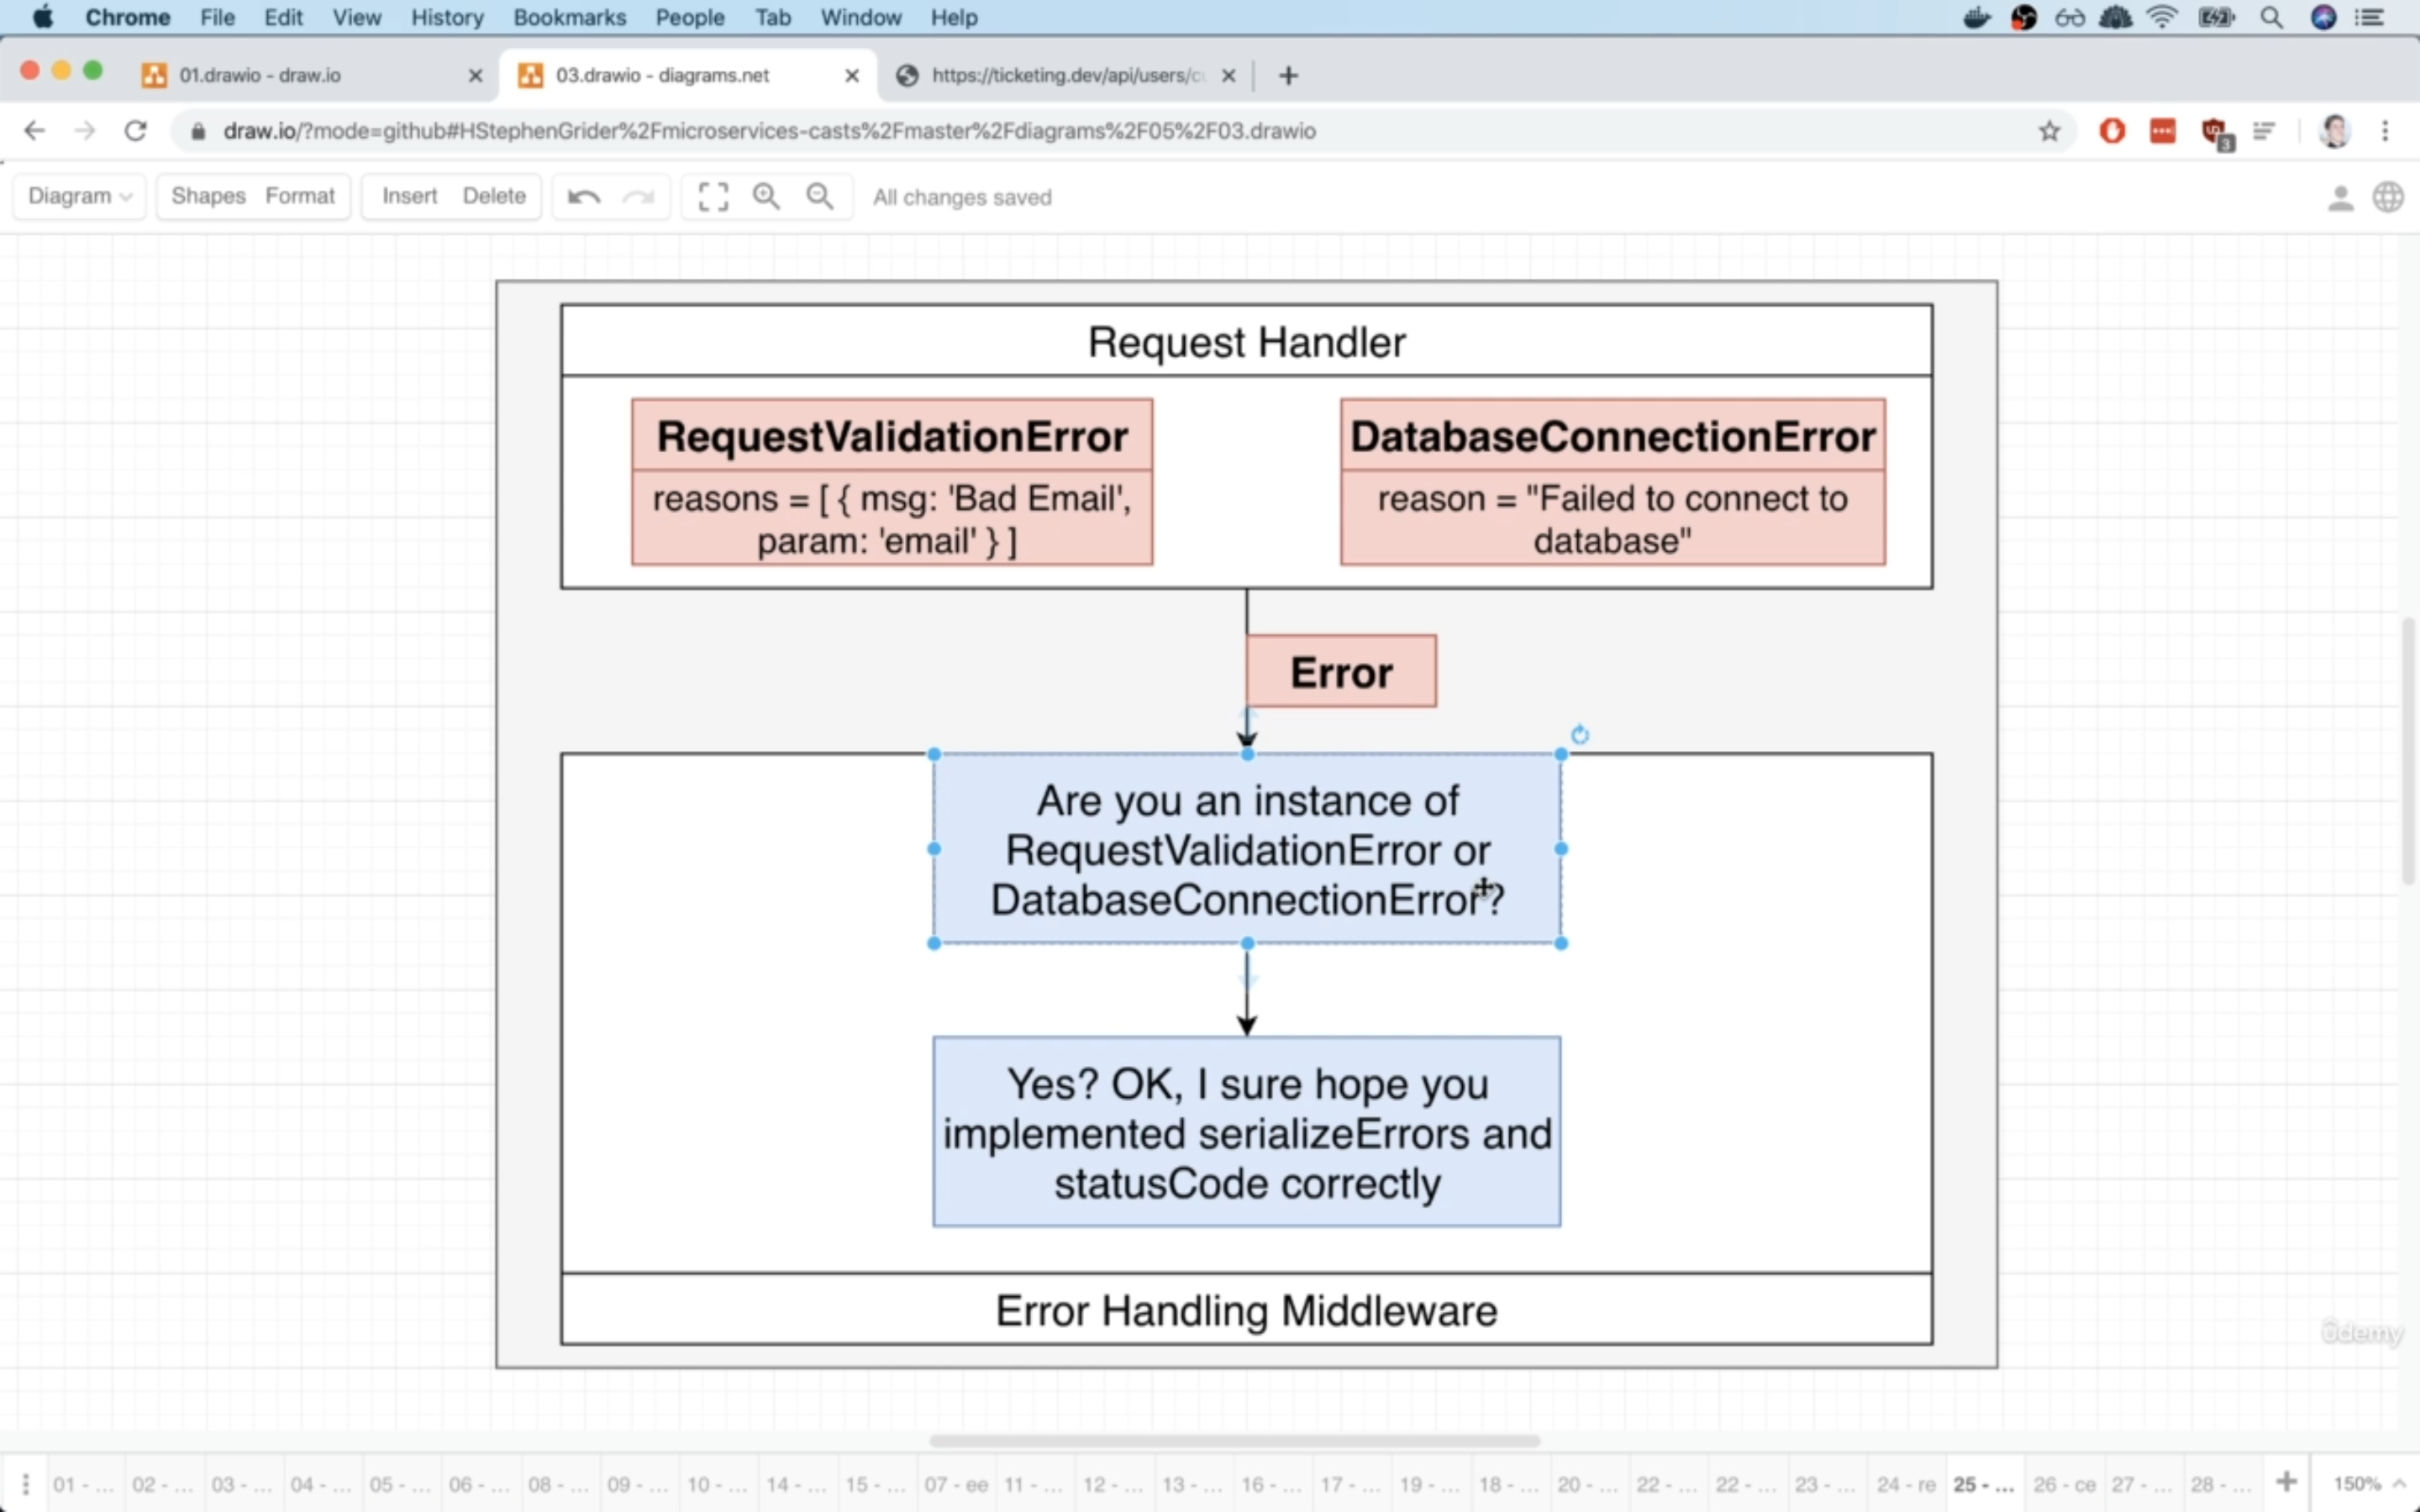 Chrome File Edit View History Bookmarks People Tab Window Help
01.drawio - draw.io
03.drawio - diagrams.net
https://ticketing.dev/api/users/cu
draw.io/?mode=github#HStephenGrider%2Fmicroservices-casts%2Fmaster%2Fdiagrams%2F05%2F03.drawio
3
Diagram Shapes Format Insert Delete All changes saved
Request Handler
RequestValidationError
reasons = [ { msg: 'Bad Email',
param: 'email' } ]
DatabaseConnectionError
reason = "Failed to connect to
database"
Error
Are you an instance of
RequestValidationError or
DatabaseConnectionError?
Yes? OK, I sure hope you
implemented serializeErrors and
statusCode correctly
Error Handling Middleware
ûdemy
01 - ... 02 - ... 03 - ... 04 - ... 05 - ... 06 - ... 08 - ... 09 - ... 10 - ... 14 - ... 15 - ... 07 - ee 11 - ... 12 - ... 13 - ... 16 - ... 17 - ... 19 - ... 18 - ... 20 - ... 22 - ... 22 - ... 23 - ... 24 - re 25 - ... 26 - ce 27 - ... 28 - ... 150%